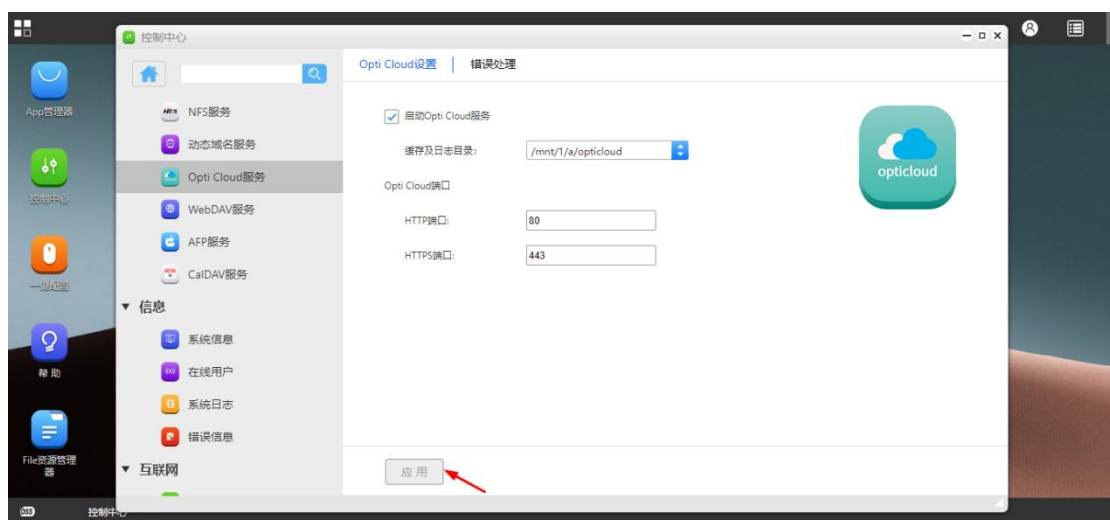 控制中心
App管理器
控制中心
一键配置
帮 助
File资源管理
器
NFS服务
动态域名服务
Opti Cloud服务
WebDAV服务
AFP服务
CalDAV服务
信息
系统信息
在线用户
系统日志
错误信息
互联网
Opti Cloud设置
错误处理
启动Opti Cloud服务
缓存及日志目录:
/mnt/1/a/opticloud
Opti Cloud端口
HTTP端口:
80
HTTPS端口:
443
opticloud
应用
控制中心